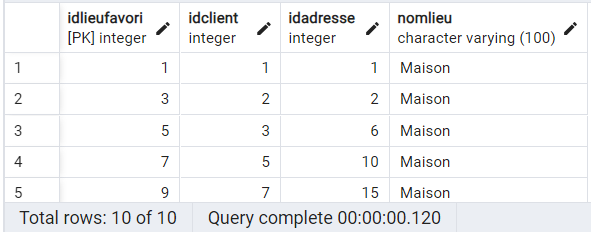 idlieufavori idclient idadresse nomlieu
[PK] integer integer integer character varying (100)
1 1 1 1 Maison
2 3 2 2 Maison
3 5 3 6 Maison
4 7 5 10 Maison
5 9 7 15 Maison
Total rows: 10 of 10 Query complete 00:00:00.120